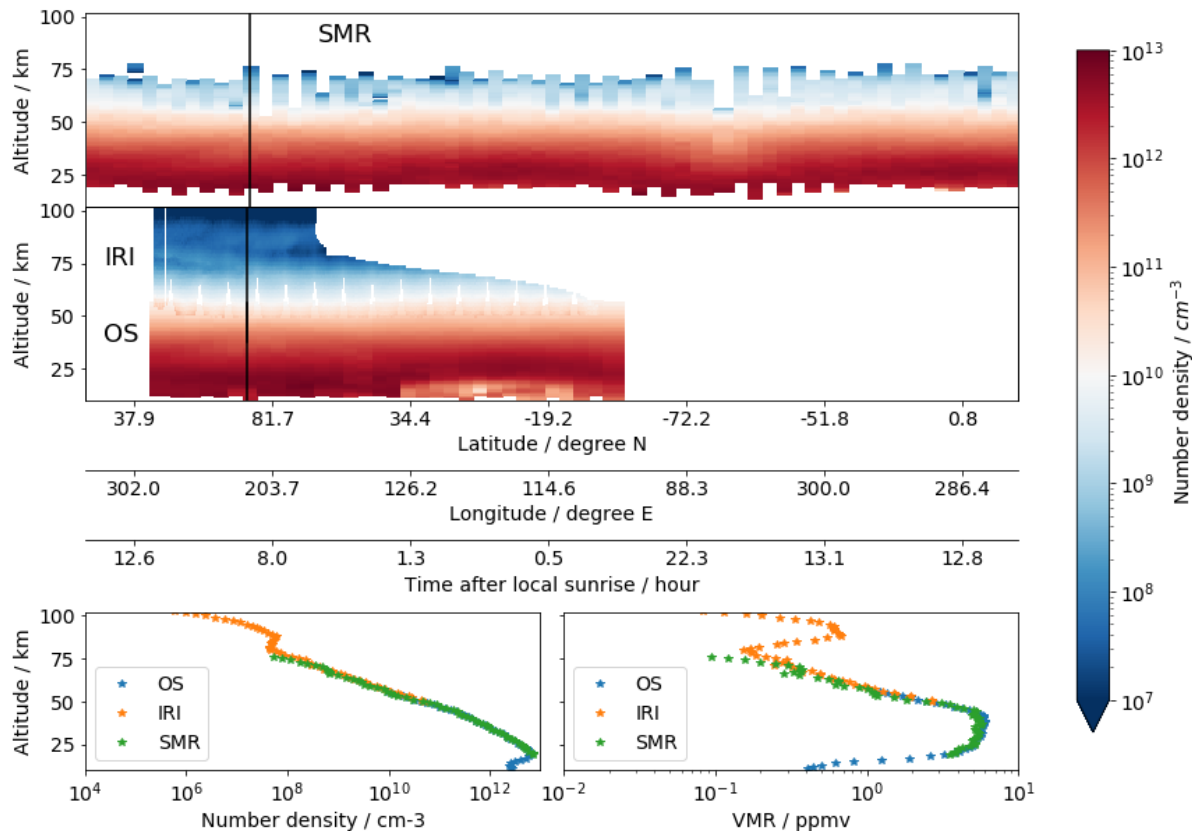 SMR
Altitude / km
100
75
50
25
IRI
OS
Altitude / km
100
75
50
25
37.9 81.7 34.4 -19.2 -72.2 -51.8 0.8
Latitude / degree N
302.0 203.7 126.2 114.6 88.3 300.0 286.4
Longitude / degree E
12.6 8.0 1.3 0.5 22.3 13.1 12.8
Time after local sunrise / hour
10^13
10^12
10^11
10^10
10^9
10^8
10^7
Number density / cm^−3
Altitude / km
100
75
50
25
OS
IRI
SMR
10^4 10^6 10^8 10^10 10^12
Number density / cm-3
OS
IRI
SMR
10^−2 10^−1 10^0 10^1
VMR / ppmv